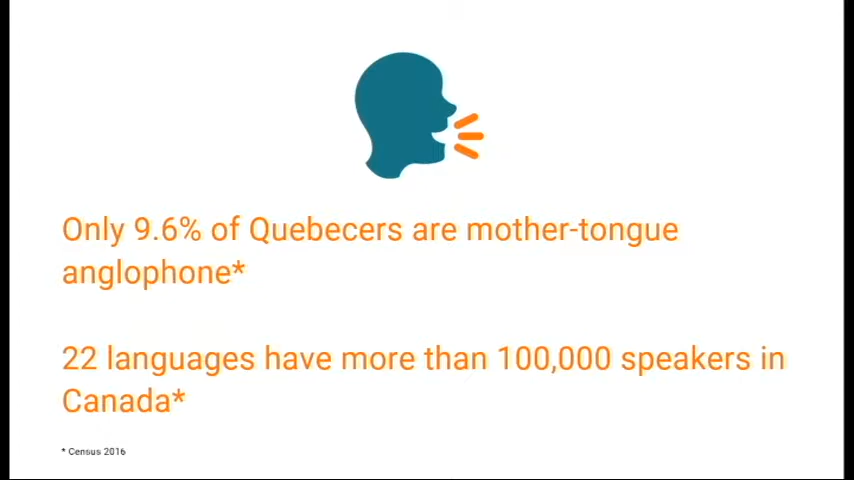 Only 9.6% of Quebecers are mother-tongue
anglophone*
22 languages have more than 100,000 speakers in
Canada*
* Census 2016